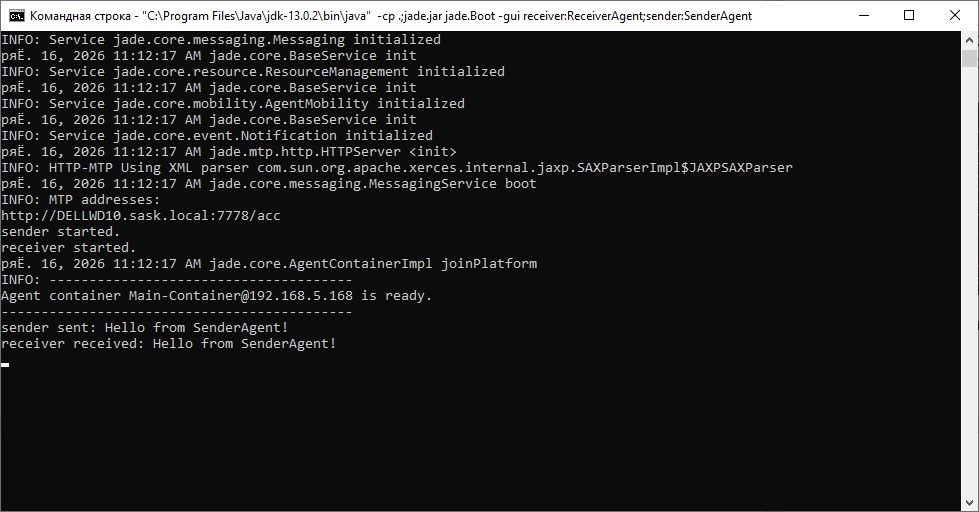 Командная строка - "C:\Program Files\Java\jdk-13.0.2\bin\java" -cp .;jade.jar jade.Boot -gui receiver:ReceiverAgent;sender:SenderAgent
INFO: Service jade.core.messaging.Messaging initialized
ряЁ. 16, 2026 11:12:17 AM jade.core.BaseService init
INFO: Service jade.core.resource.ResourceManagement initialized
ряЁ. 16, 2026 11:12:17 AM jade.core.BaseService init
INFO: Service jade.core.mobility.AgentMobility initialized
ряЁ. 16, 2026 11:12:17 AM jade.core.BaseService init
INFO: Service jade.core.event.Notification initialized
ряЁ. 16, 2026 11:12:17 AM jade.mtp.http.HTTPServer <init>
INFO: HTTP-MTP Using XML parser com.sun.org.apache.xerces.internal.jaxp.SAXParserImpl$JAXPSAXParser
ряЁ. 16, 2026 11:12:17 AM jade.core.messaging.MessagingService boot
INFO: MTP addresses:
http://DELLWD10.sask.local:7778/acc
sender started.
receiver started.
ряЁ. 16, 2026 11:12:17 AM jade.core.AgentContainerImpl joinPlatform
INFO: --------------------------------------
Agent container Main-Container@192.168.5.168 is ready.
--------------------------------------------
sender sent: Hello from SenderAgent!
receiver received: Hello from SenderAgent!